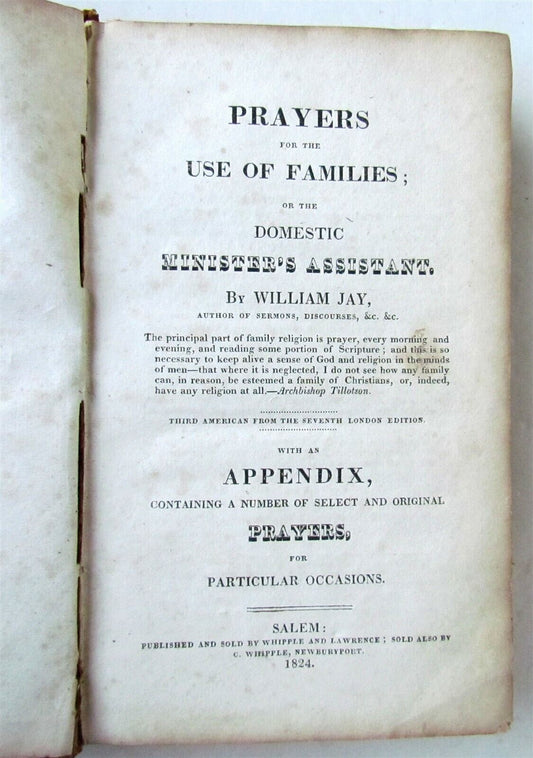 PRAYERS
FOR THE
USE OF FAMILIES;
OR THE
DOMESTIC
MINISTER'S ASSISTANT.
BY WILLIAM JAY,
AUTHOR OF SERMONS, DISCOURSES, &c. &c.
The principal part of family religion is prayer, every morning and
evening, and reading some portion of Scripture; and this is so
necessary to keep alive a sense of God and religion in the minds
of men—that where it is neglected, I do not see how any family
can, in reason, be esteemed a family of Christians, or, indeed,
have any religion at all.—Archbishop Tillotson.
THIRD AMERICAN FROM THE SEVENTH LONDON EDITION.
WITH AN
APPENDIX,
CONTAINING A NUMBER OF SELECT AND ORIGINAL
PRAYERS,
FOR
PARTICULAR OCCASIONS.
SALEM:
PUBLISHED AND SOLD BY WHIPPLE AND LAWRENCE; SOLD ALSO BY
C. WHIPPLE, NEWBURYPORT.
1824.